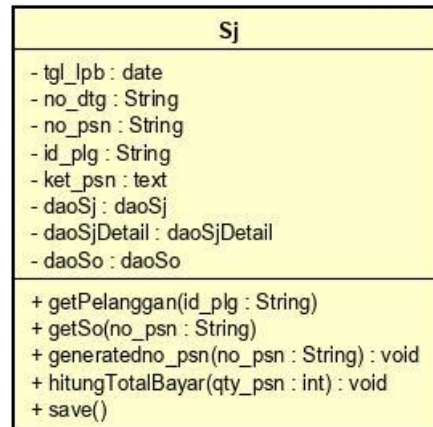 Sj
- tgl_lpb : date
- no_dtg : String
- no_psn : String
- id_plg : String
- ket_psn : text
- daoSj : daoSj
- daoSjDetail : daoSjDetail
- daoSo : daoSo
+ getPelanggan(id_plg : String)
+ getSo(no_psn : String)
+ generatedno_psn(no_psn : String) : void
+ hitungTotalBayar(qty_psn : int) : void
+ save()